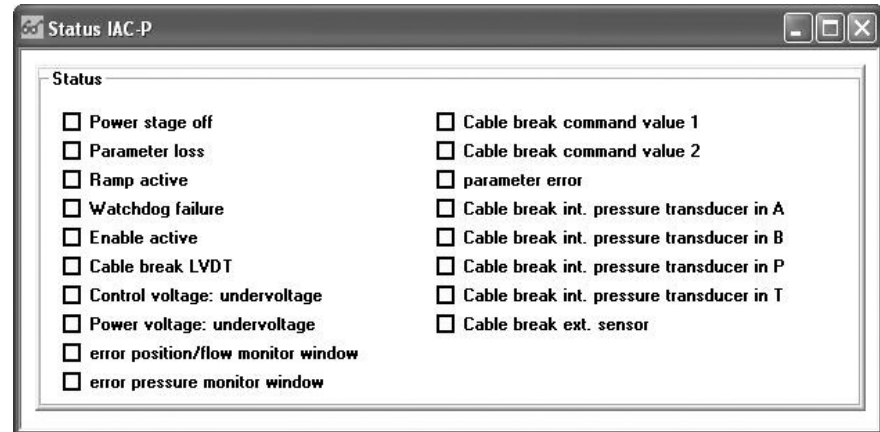 Status IAC-P
Status
Power stage off
Parameter loss
Ramp active
Watchdog failure
Enable active
Cable break LVDT
Control voltage: undervoltage
Power voltage: undervoltage
error position/flow monitor window
error pressure monitor window
Cable break command value 1
Cable break command value 2
parameter error
Cable break int. pressure transducer in A
Cable break int. pressure transducer in B
Cable break int. pressure transducer in P
Cable break int. pressure transducer in T
Cable break ext. sensor